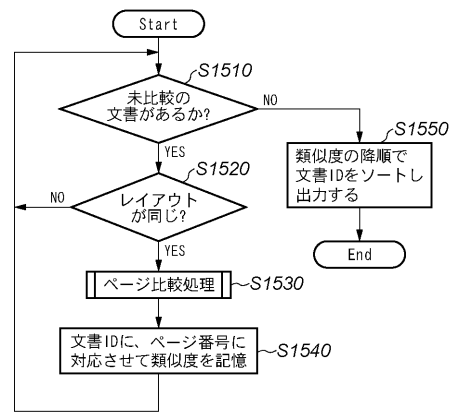 Start
S1510
未比較の
文書があるか?
NO
YES
S1550
類似度の降順で
文書IDをソートし
出力する
S1520
NO
レイアウト
が同じ?
YES
End
ページ比較処理
S1530
文書IDに、ページ番号に
対応させて類似度を記憶
S1540